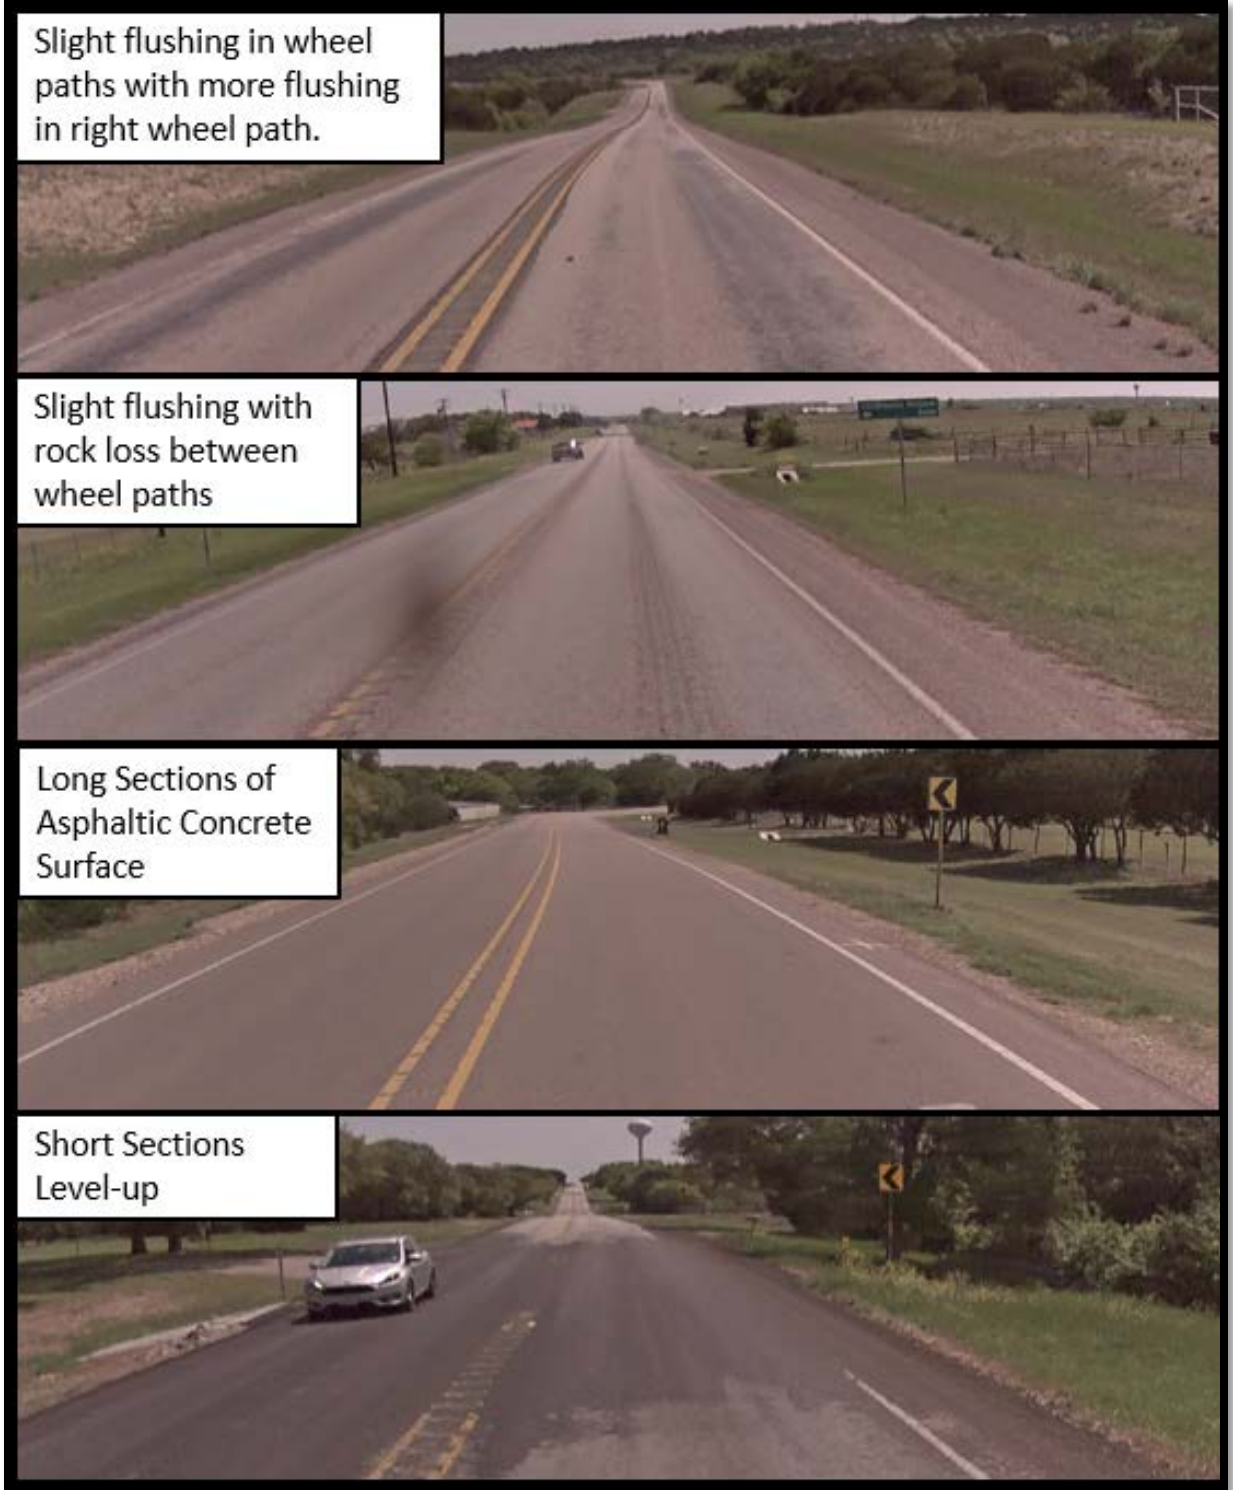 Slight flushing in wheel
paths with more flushing
in right wheel path.
Slight flushing with
rock loss between
wheel paths
Long Sections of
Asphaltic Concrete
Surface
Short Sections
Level-up